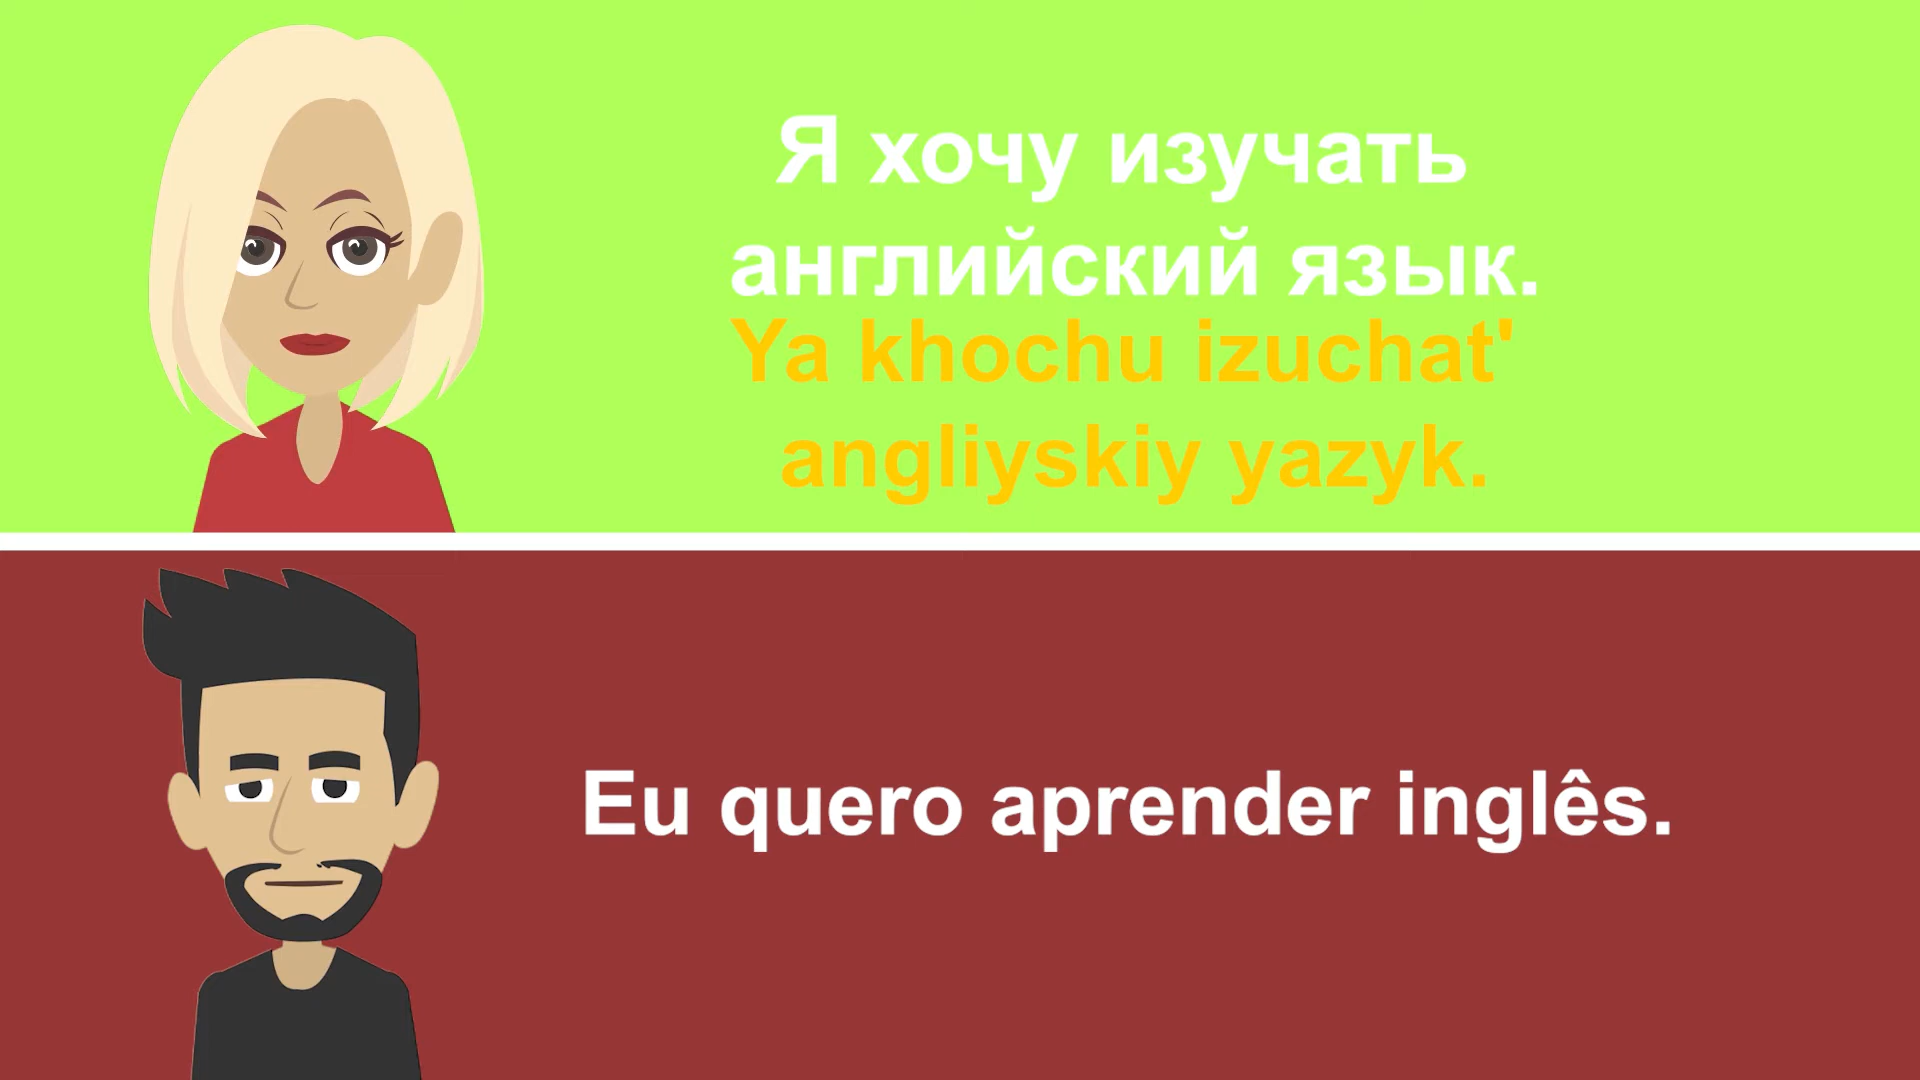 Я хочу изучать
английский язык.
Ya khochu izuchat'
angliyskiy yazyk.
Eu quero aprender inglês.